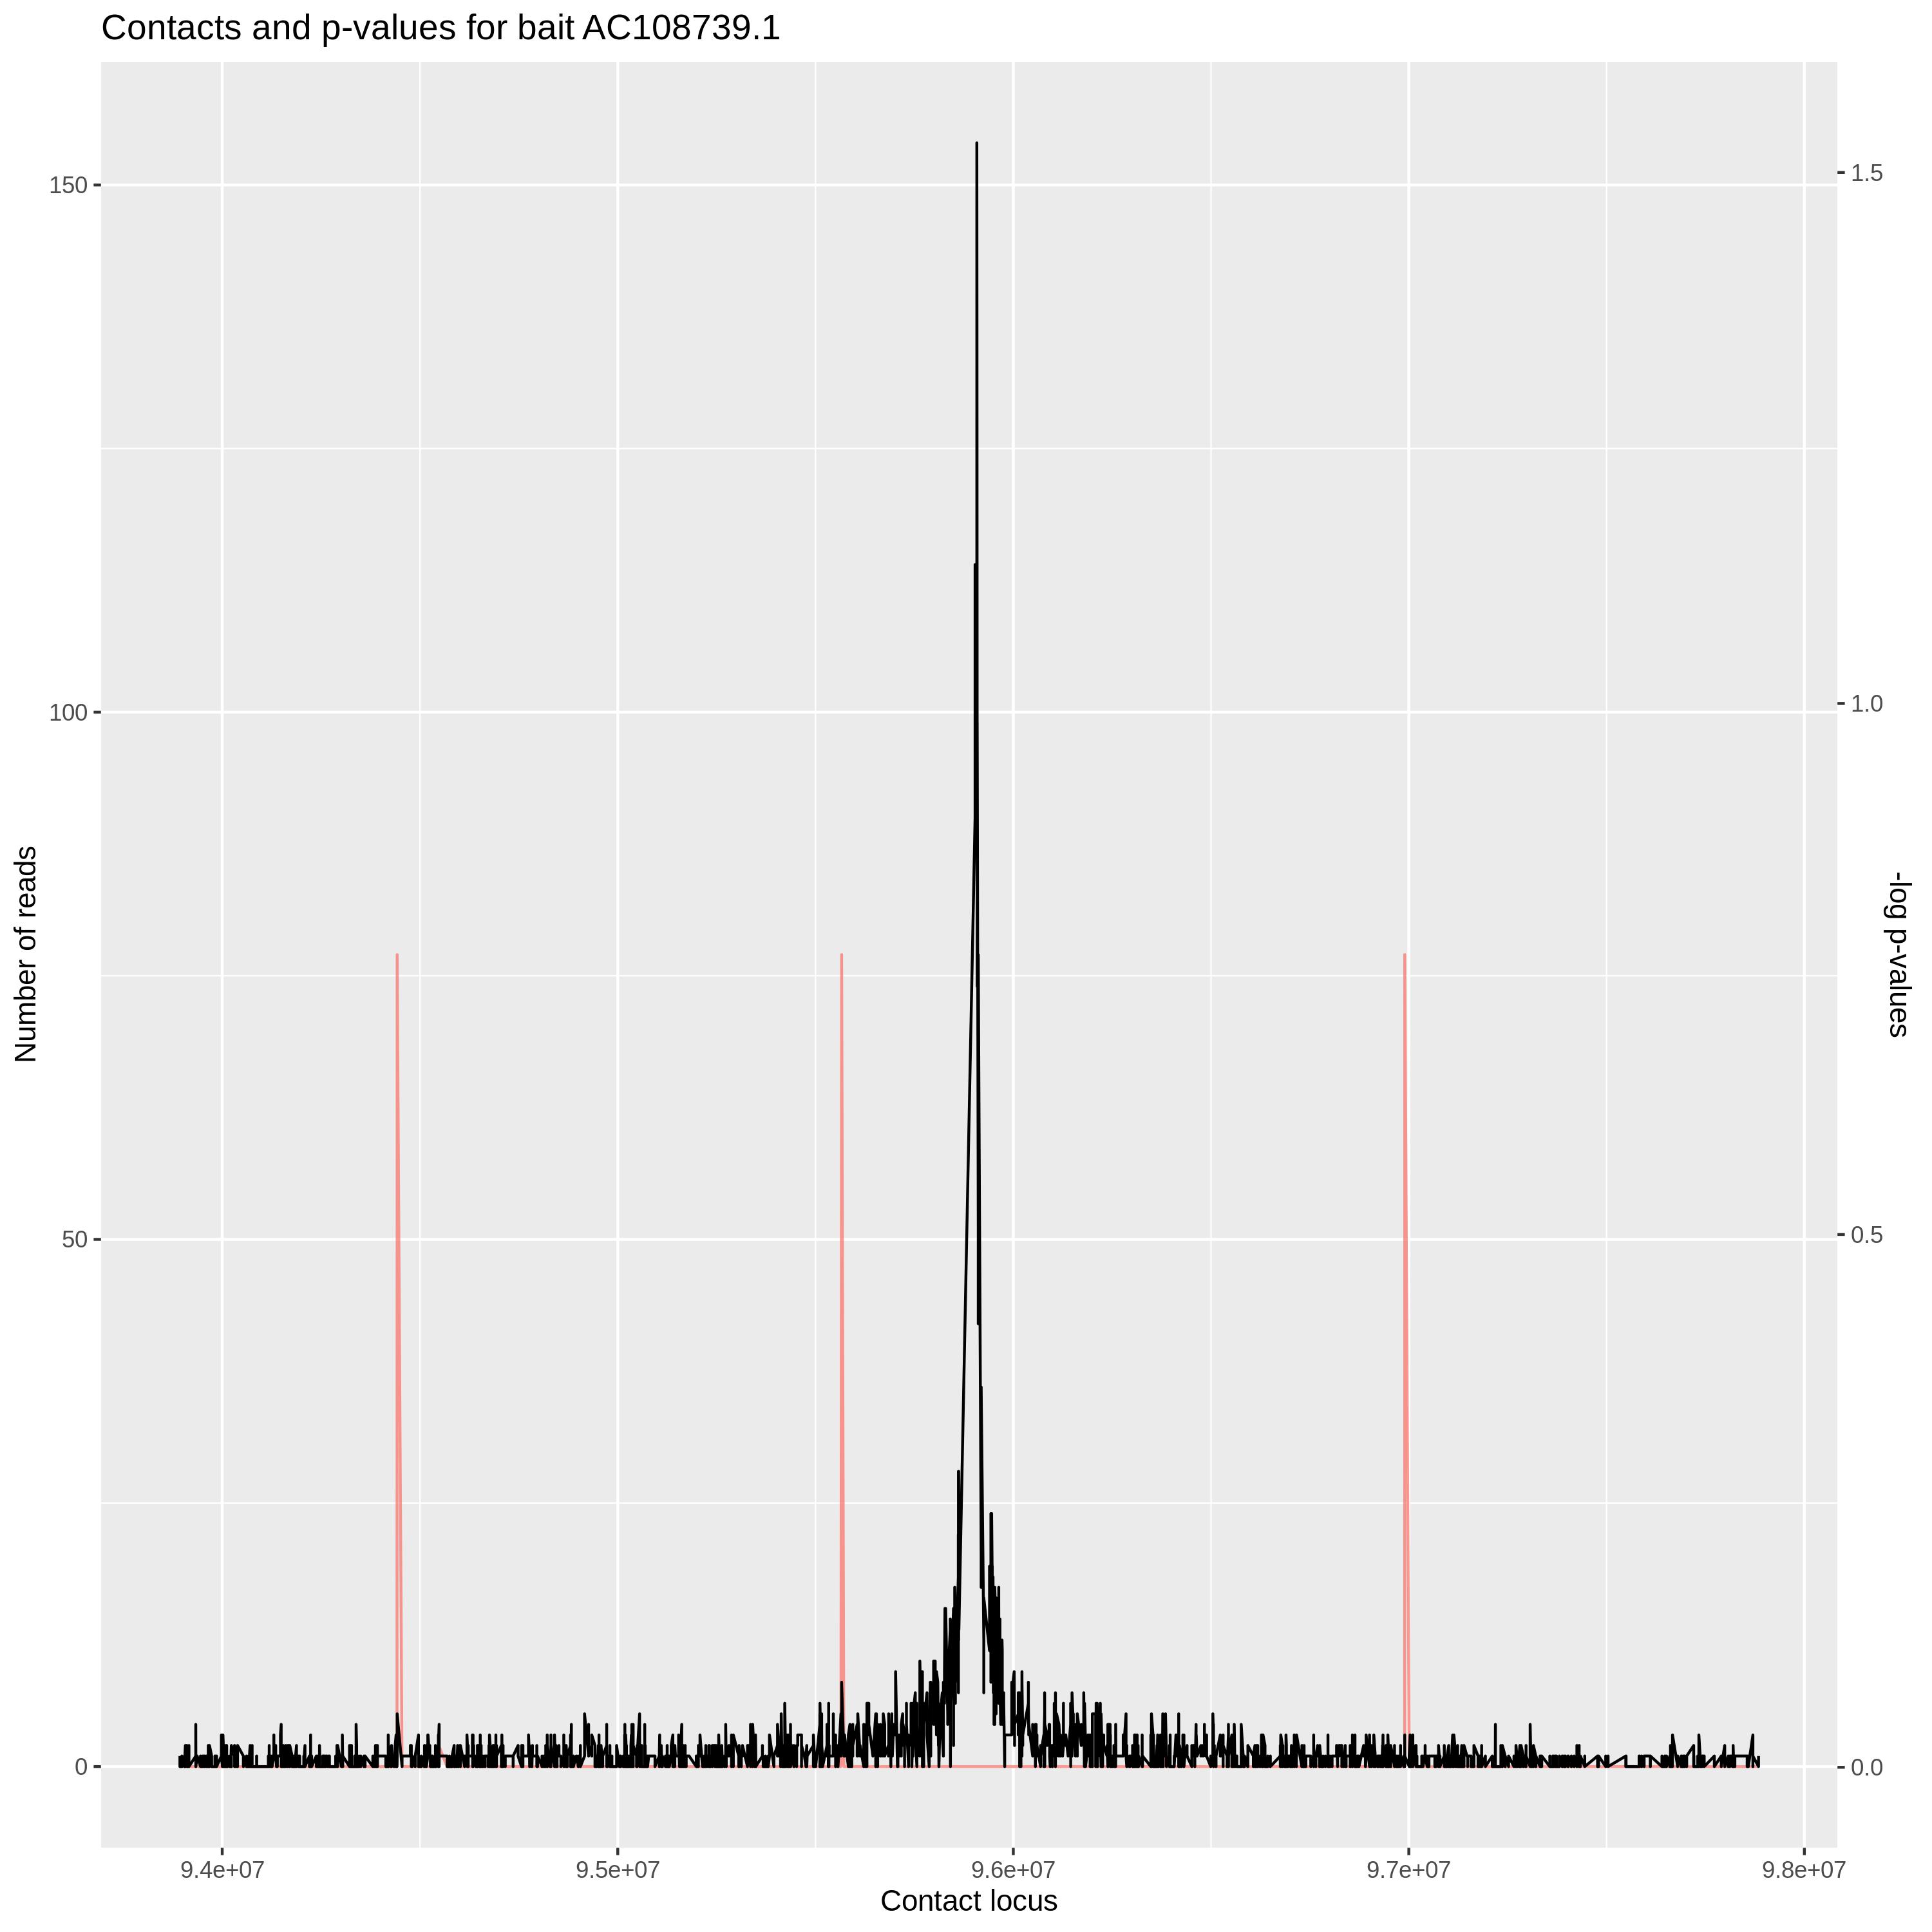 Contacts and p-values for bait AC108739.1
150
100
50
0
Number of reads
1.5
1.0
0.5
0.0
-log p-values
9.4e+07
9.5e+07
9.6e+07
9.7e+07
9.8e+07
Contact locus